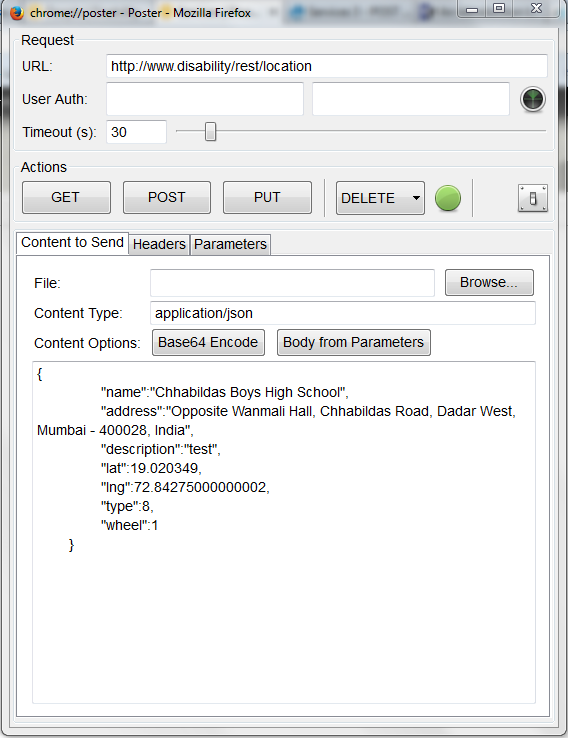 chrome://poster - Poster - Mozilla Firefox
Request
URL: http://www.disability/rest/location
User Auth:
Timeout (s): 30
Actions
GET POST PUT DELETE
Content to Send Headers Parameters
File: Browse...
Content Type: application/json
Content Options: Base64 Encode Body from Parameters
{
"name":"Chhabildas Boys High School",
"address":"Opposite Wanmali Hall, Chhabildas Road, Dadar West,
Mumbai - 400028, India",
"description":"test",
"lat":19.020349,
"lng":72.84275000000002,
"type":8,
"wheel":1
}